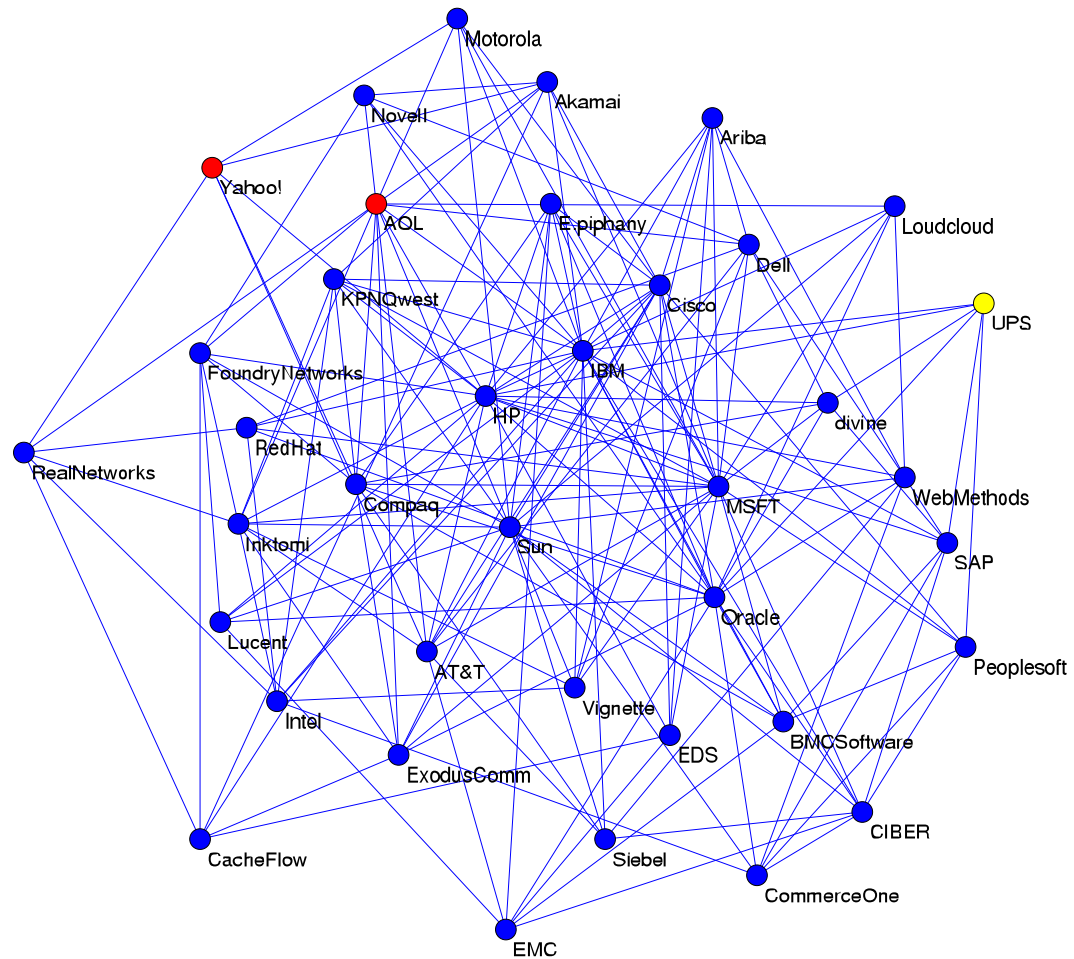 Motorola
Akamai
Novell
Ariba
Yahoo!
AOL
E.piphany
Loudcloud
Dell
KPNQwest
Cisco
UPS
FoundryNetworks
IBM
HP
divine
RedHat
RealNetworks
Compaq
MSFT
WebMethods
Inktomi
Sun
SAP
Oracle
Lucent
AT&T
Peoplesoft
Vignette
Intel
BMCSoftware
EDS
ExodusComm
CIBER
CacheFlow
Siebel
CommerceOne
EMC